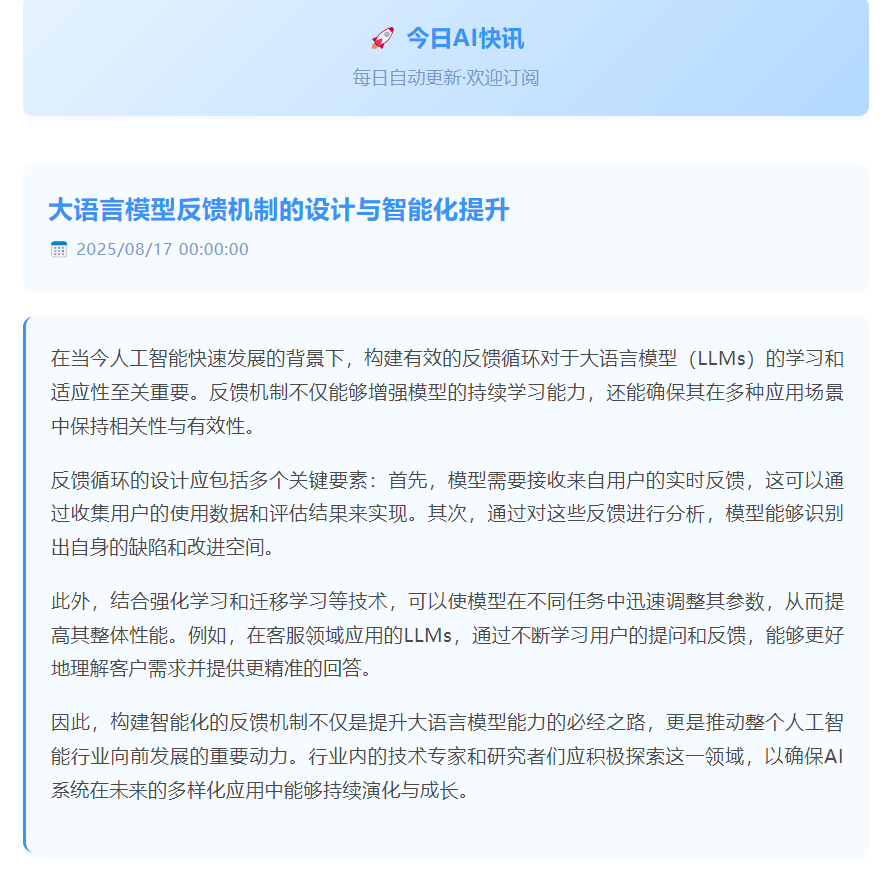 今日AI快讯
每日自动更新·欢迎订阅
大语言模型反馈机制的设计与智能化提升
2025/08/17 00:00:00
在当今人工智能快速发展的背景下，构建有效的反馈循环对于大语言模型（LLMs）的学习和
适应性至关重要。反馈机制不仅能够增强模型的持续学习能力，还能确保其在多种应用场景
中保持相关性与有效性。
反馈循环的设计应包括多个关键要素：首先，模型需要接收来自用户的实时反馈，这可以通
过收集用户的使用数据和评估结果来实现。其次，通过对这些反馈进行分析，模型能够识别
出自身的缺陷和改进空间。
此外，结合强化学习和迁移学习等技术，可以使模型在不同任务中迅速调整其参数，从而提
高其整体性能。例如，在客服领域应用的LLMs，通过不断学习用户的提问和反馈，能够更好
地理解客户需求并提供更精准的回答。
因此，构建智能化的反馈机制不仅是提升大语言模型能力的必经之路，更是推动整个人工智
能行业向前发展的重要动力。行业内的技术专家和研究者们应积极探索这一领域，以确保AI
系统在未来的多样化应用中能够持续演化与成长。